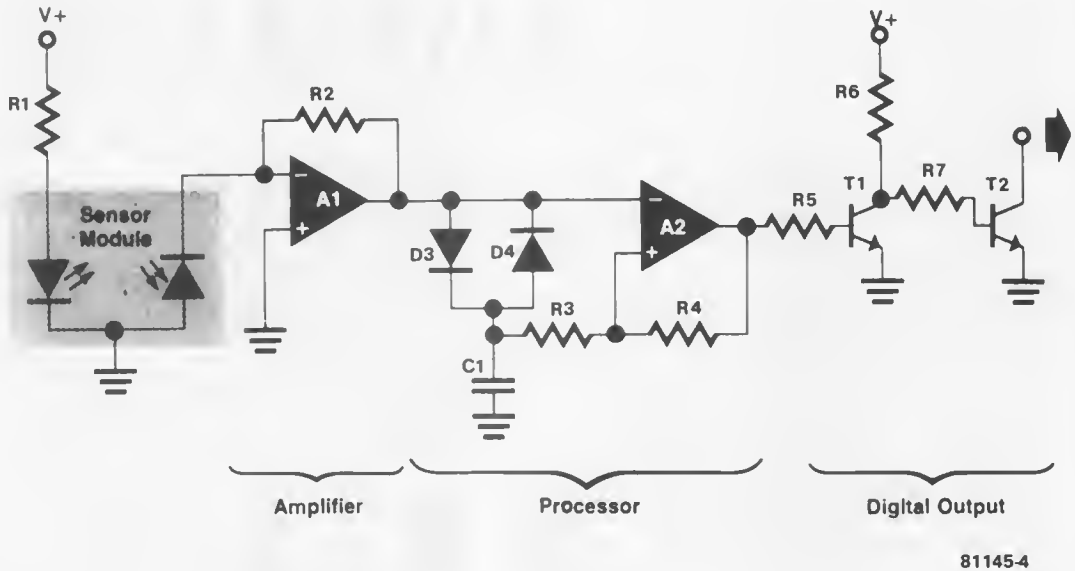 V+
R1
Sensor
Module
R2
A1
D3
D4
C1
R3
R4
A2
R5
V+
R6
T1
R7
T2
Amplifier
Processor
Digital Output
81145-4